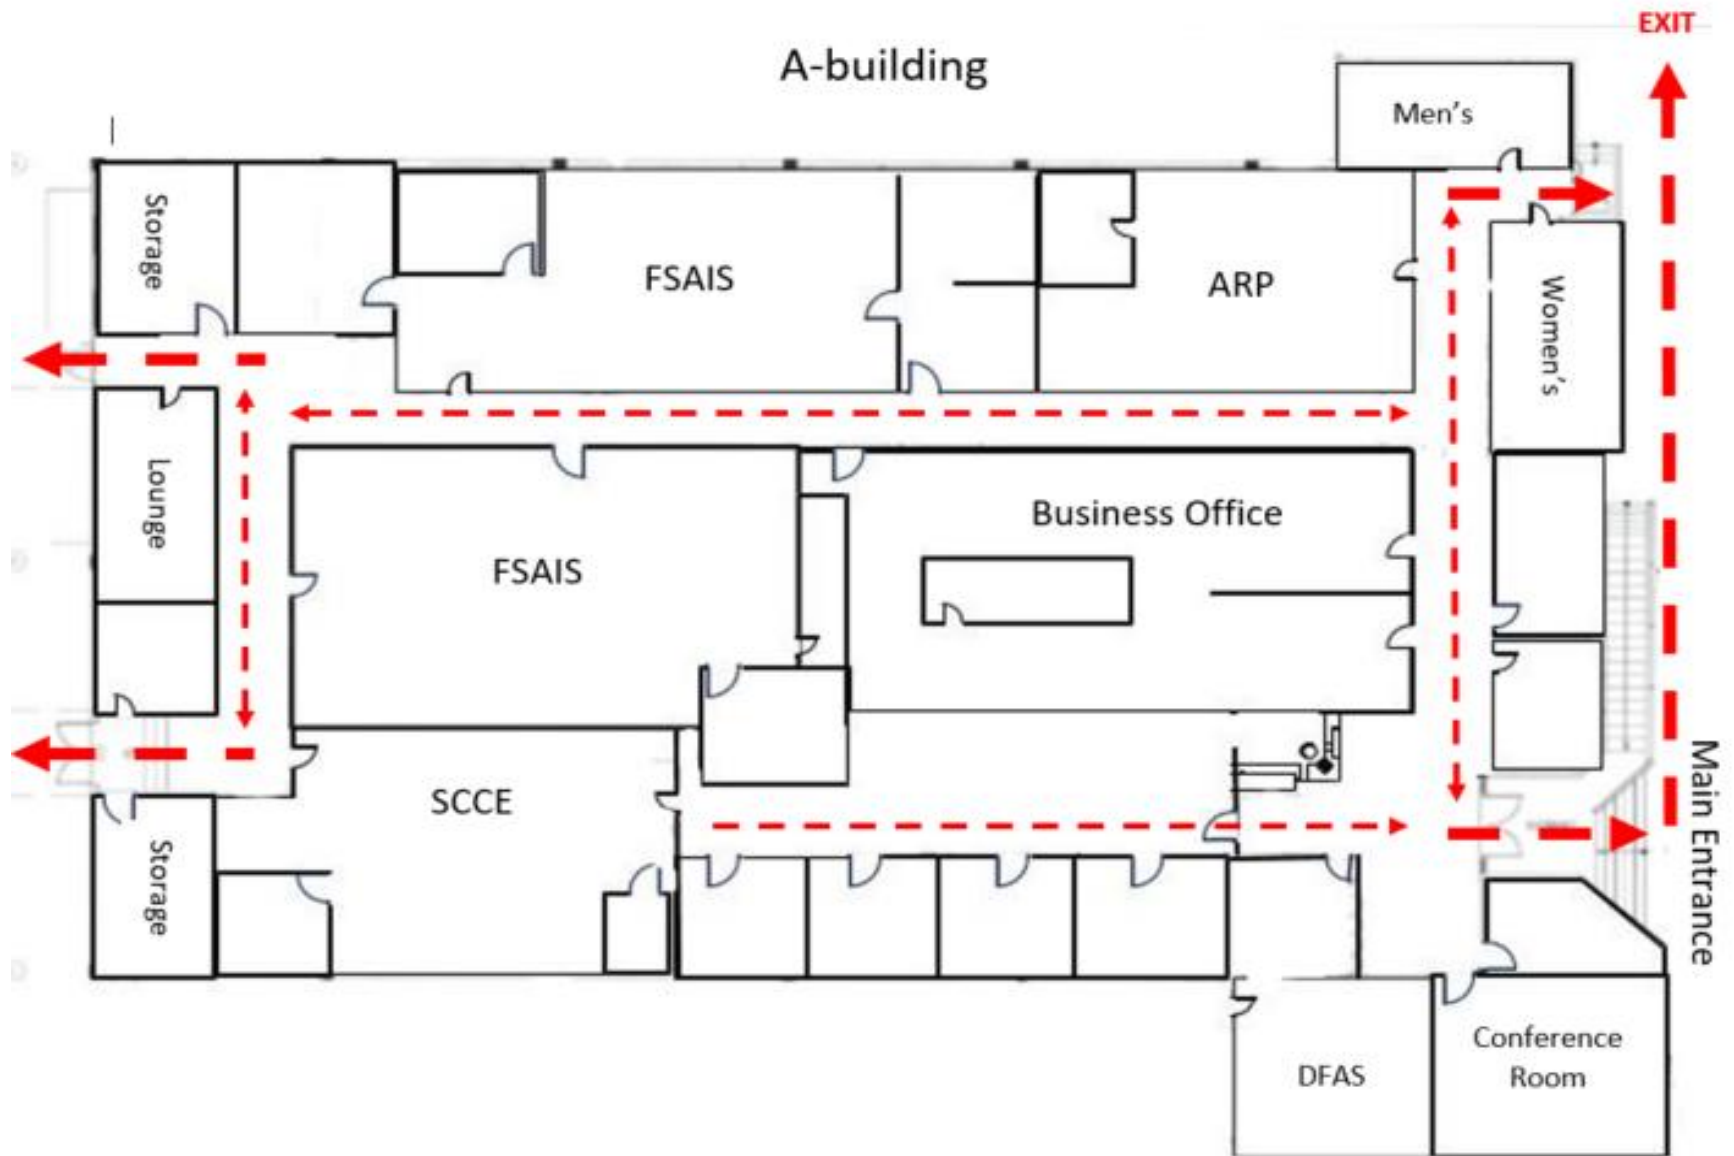 EXIT
A-building
Men's
Storage
FSAIS
ARP
Women's
Lounge
Business Office
FSAIS
Main Entrance
SCCE
Storage
Conference
Room
DFAS